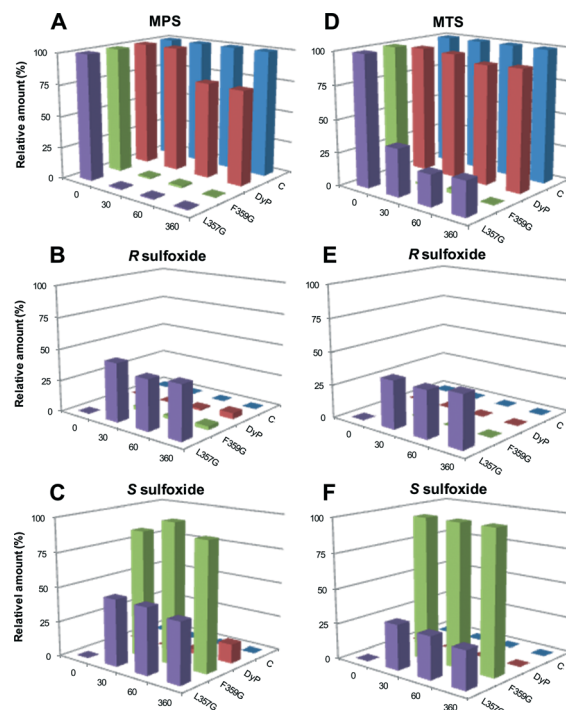 A
MPS
Relative amount (%)
100
75
50
25
0
0
30
60
360
L357G
F359G
DyP
C
D
MTS
100
75
50
25
0
0
30
60
360
L357G
F359G
DyP
C
B
R sulfoxide
Relative amount (%)
100
75
50
25
0
0
30
60
360
L357G
F359G
DyP
C
E
R sulfoxide
100
75
50
25
0
0
30
60
360
L357G
F359G
DyP
C
C
S sulfoxide
Relativel amount (%)
100
75
50
25
0
0
30
60
360
L357G
F359G
DyP
C
F
S sulfoxide
100
75
50
25
0
0
30
60
360
L357G
F359G
DyP
C